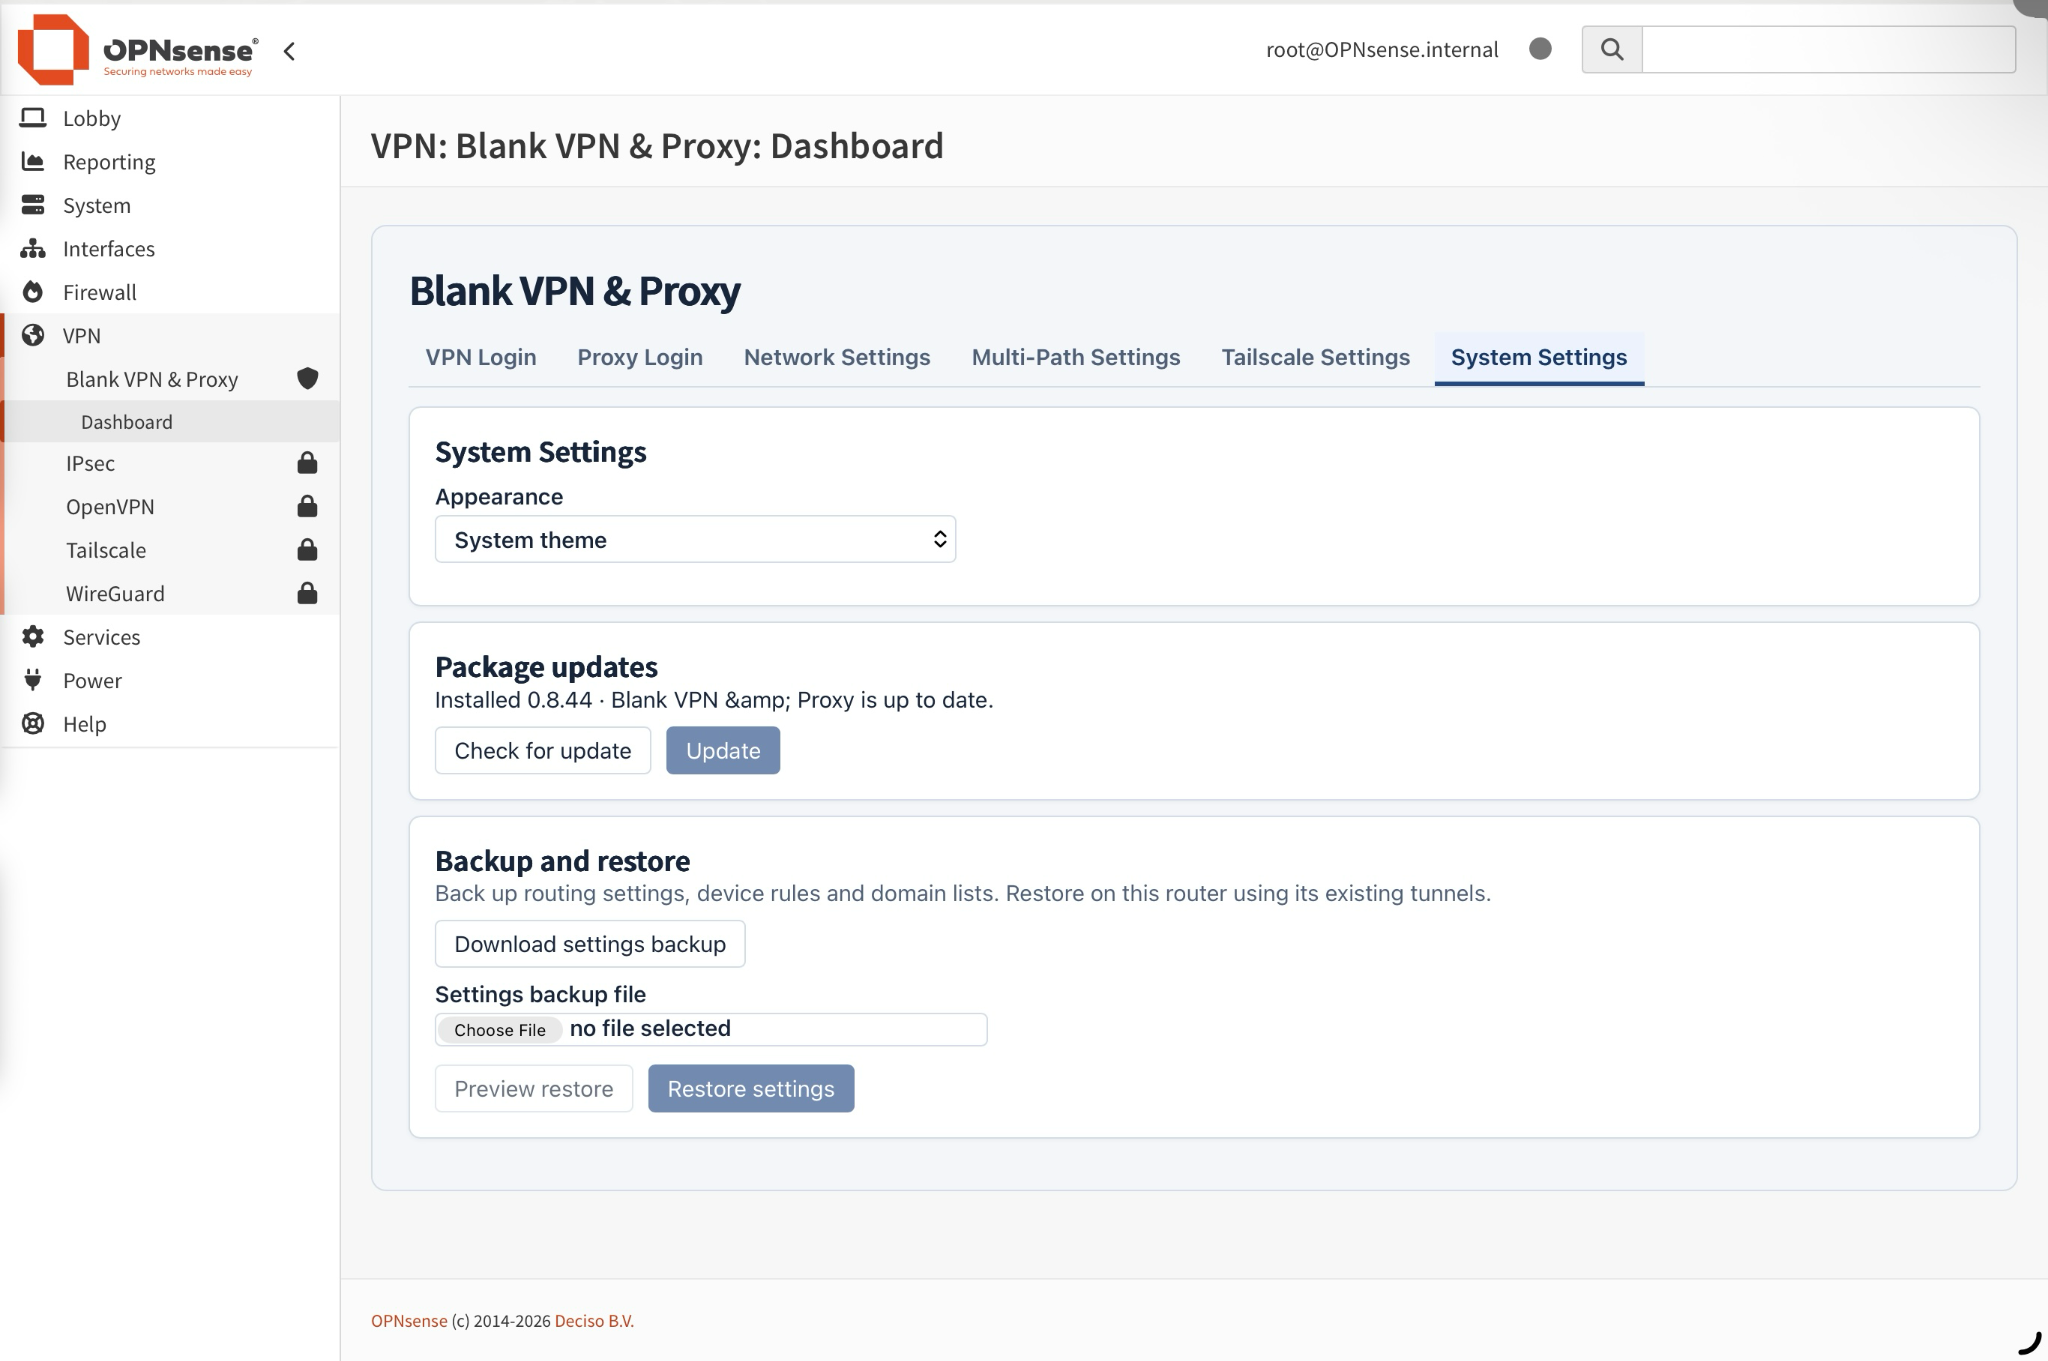 OPNsense®
Securing networks made easy
root@OPNsense.internal
Lobby
Reporting
System
Interfaces
Firewall
VPN
Blank VPN & Proxy
Dashboard
IPsec
OpenVPN
Tailscale
WireGuard
Services
Power
Help
VPN: Blank VPN & Proxy: Dashboard
Blank VPN & Proxy
VPN Login Proxy Login Network Settings Multi-Path Settings Tailscale Settings System Settings
System Settings
Appearance
System theme
Package updates
Installed 0.8.44 · Blank VPN &amp; Proxy is up to date.
Check for update Update
Backup and restore
Back up routing settings, device rules and domain lists. Restore on this router using its existing tunnels.
Download settings backup
Settings backup file
Choose File no file selected
Preview restore Restore settings
OPNsense (c) 2014-2026 Deciso B.V.